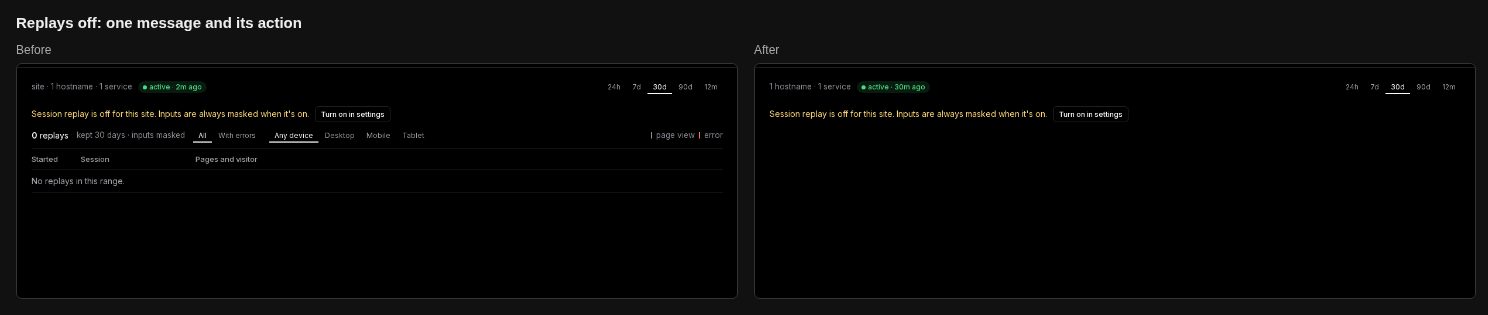 Replays off: one message and its action
Before
site · 1 hostname · 1 service active · 2m ago 24h 7d 30d 90d 12m
Session replay is off for this site. Inputs are always masked when it's on. Turn on in settings
0 replays kept 30 days · inputs masked All With errors Any device Desktop Mobile Tablet page view error
Started Session Pages and visitor
No replays in this range.
After
1 hostname · 1 service active · 30m ago 24h 7d 30d 90d 12m
Session replay is off for this site. Inputs are always masked when it's on. Turn on in settings